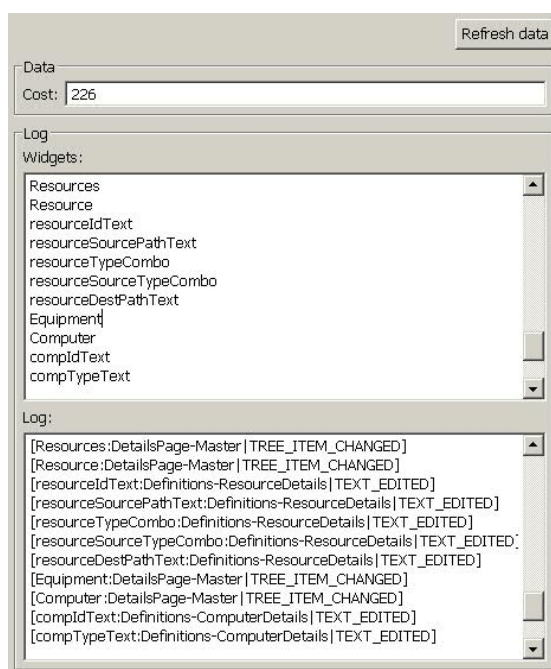 Refresh data
Data
Cost: 226
Log
Widgets:
Resources
Resource
resourceIdText
resourceSourcePathText
resourceTypeCombo
resourceSourceTypeCombo
resourceDestPathText
Equipment
Computer
compIdText
compTypeText
Log:
[Resources:DetailsPage-Master|TREE_ITEM_CHANGED]
[Resource:DetailsPage-Master|TREE_ITEM_CHANGED]
[resourceIdText:Definitions-ResourceDetails|TEXT_EDITED]
[resourceSourcePathText:Definitions-ResourceDetails|TEXT_EDITED]
[resourceTypeCombo:Definitions-ResourceDetails|TEXT_EDITED]
[resourceSourceTypeCombo:Definitions-ResourceDetails|TEXT_EDITED]
[resourceDestPathText:Definitions-ResourceDetails|TEXT_EDITED]
[Equipment:DetailsPage-Master|TREE_ITEM_CHANGED]
[Computer:DetailsPage-Master|TREE_ITEM_CHANGED]
[compIdText:Definitions-ComputerDetails|TEXT_EDITED]
[compTypeText:Definitions-ComputerDetails|TEXT_EDITED]